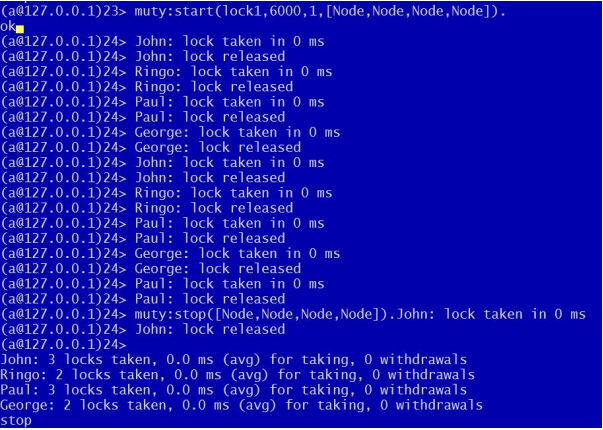 (a@127.0.0.1)23> muty:start(lock1,6000,1,[Node,Node,Node,Node]).
ok
(a@127.0.0.1)24> John: lock taken in 0 ms
(a@127.0.0.1)24> John: lock released
(a@127.0.0.1)24> Ringo: lock taken in 0 ms
(a@127.0.0.1)24> Ringo: lock released
(a@127.0.0.1)24> Paul: lock taken in 0 ms
(a@127.0.0.1)24> Paul: lock released
(a@127.0.0.1)24> George: lock taken in 0 ms
(a@127.0.0.1)24> George: lock released
(a@127.0.0.1)24> John: lock taken in 0 ms
(a@127.0.0.1)24> John: lock released
(a@127.0.0.1)24> Ringo: lock taken in 0 ms
(a@127.0.0.1)24> Ringo: lock released
(a@127.0.0.1)24> Paul: lock taken in 0 ms
(a@127.0.0.1)24> Paul: lock released
(a@127.0.0.1)24> George: lock taken in 0 ms
(a@127.0.0.1)24> George: lock released
(a@127.0.0.1)24> Paul: lock taken in 0 ms
(a@127.0.0.1)24> Paul: lock released
(a@127.0.0.1)24> muty:stop([Node,Node,Node,Node]).John: lock taken in 0 ms
(a@127.0.0.1)24> John: lock released
(a@127.0.0.1)24>
John: 3 locks taken, 0.0 ms (avg) for taking, 0 withdrawals
Ringo: 2 locks taken, 0.0 ms (avg) for taking, 0 withdrawals
Paul: 3 locks taken, 0.0 ms (avg) for taking, 0 withdrawals
George: 2 locks taken, 0.0 ms (avg) for taking, 0 withdrawals
stop